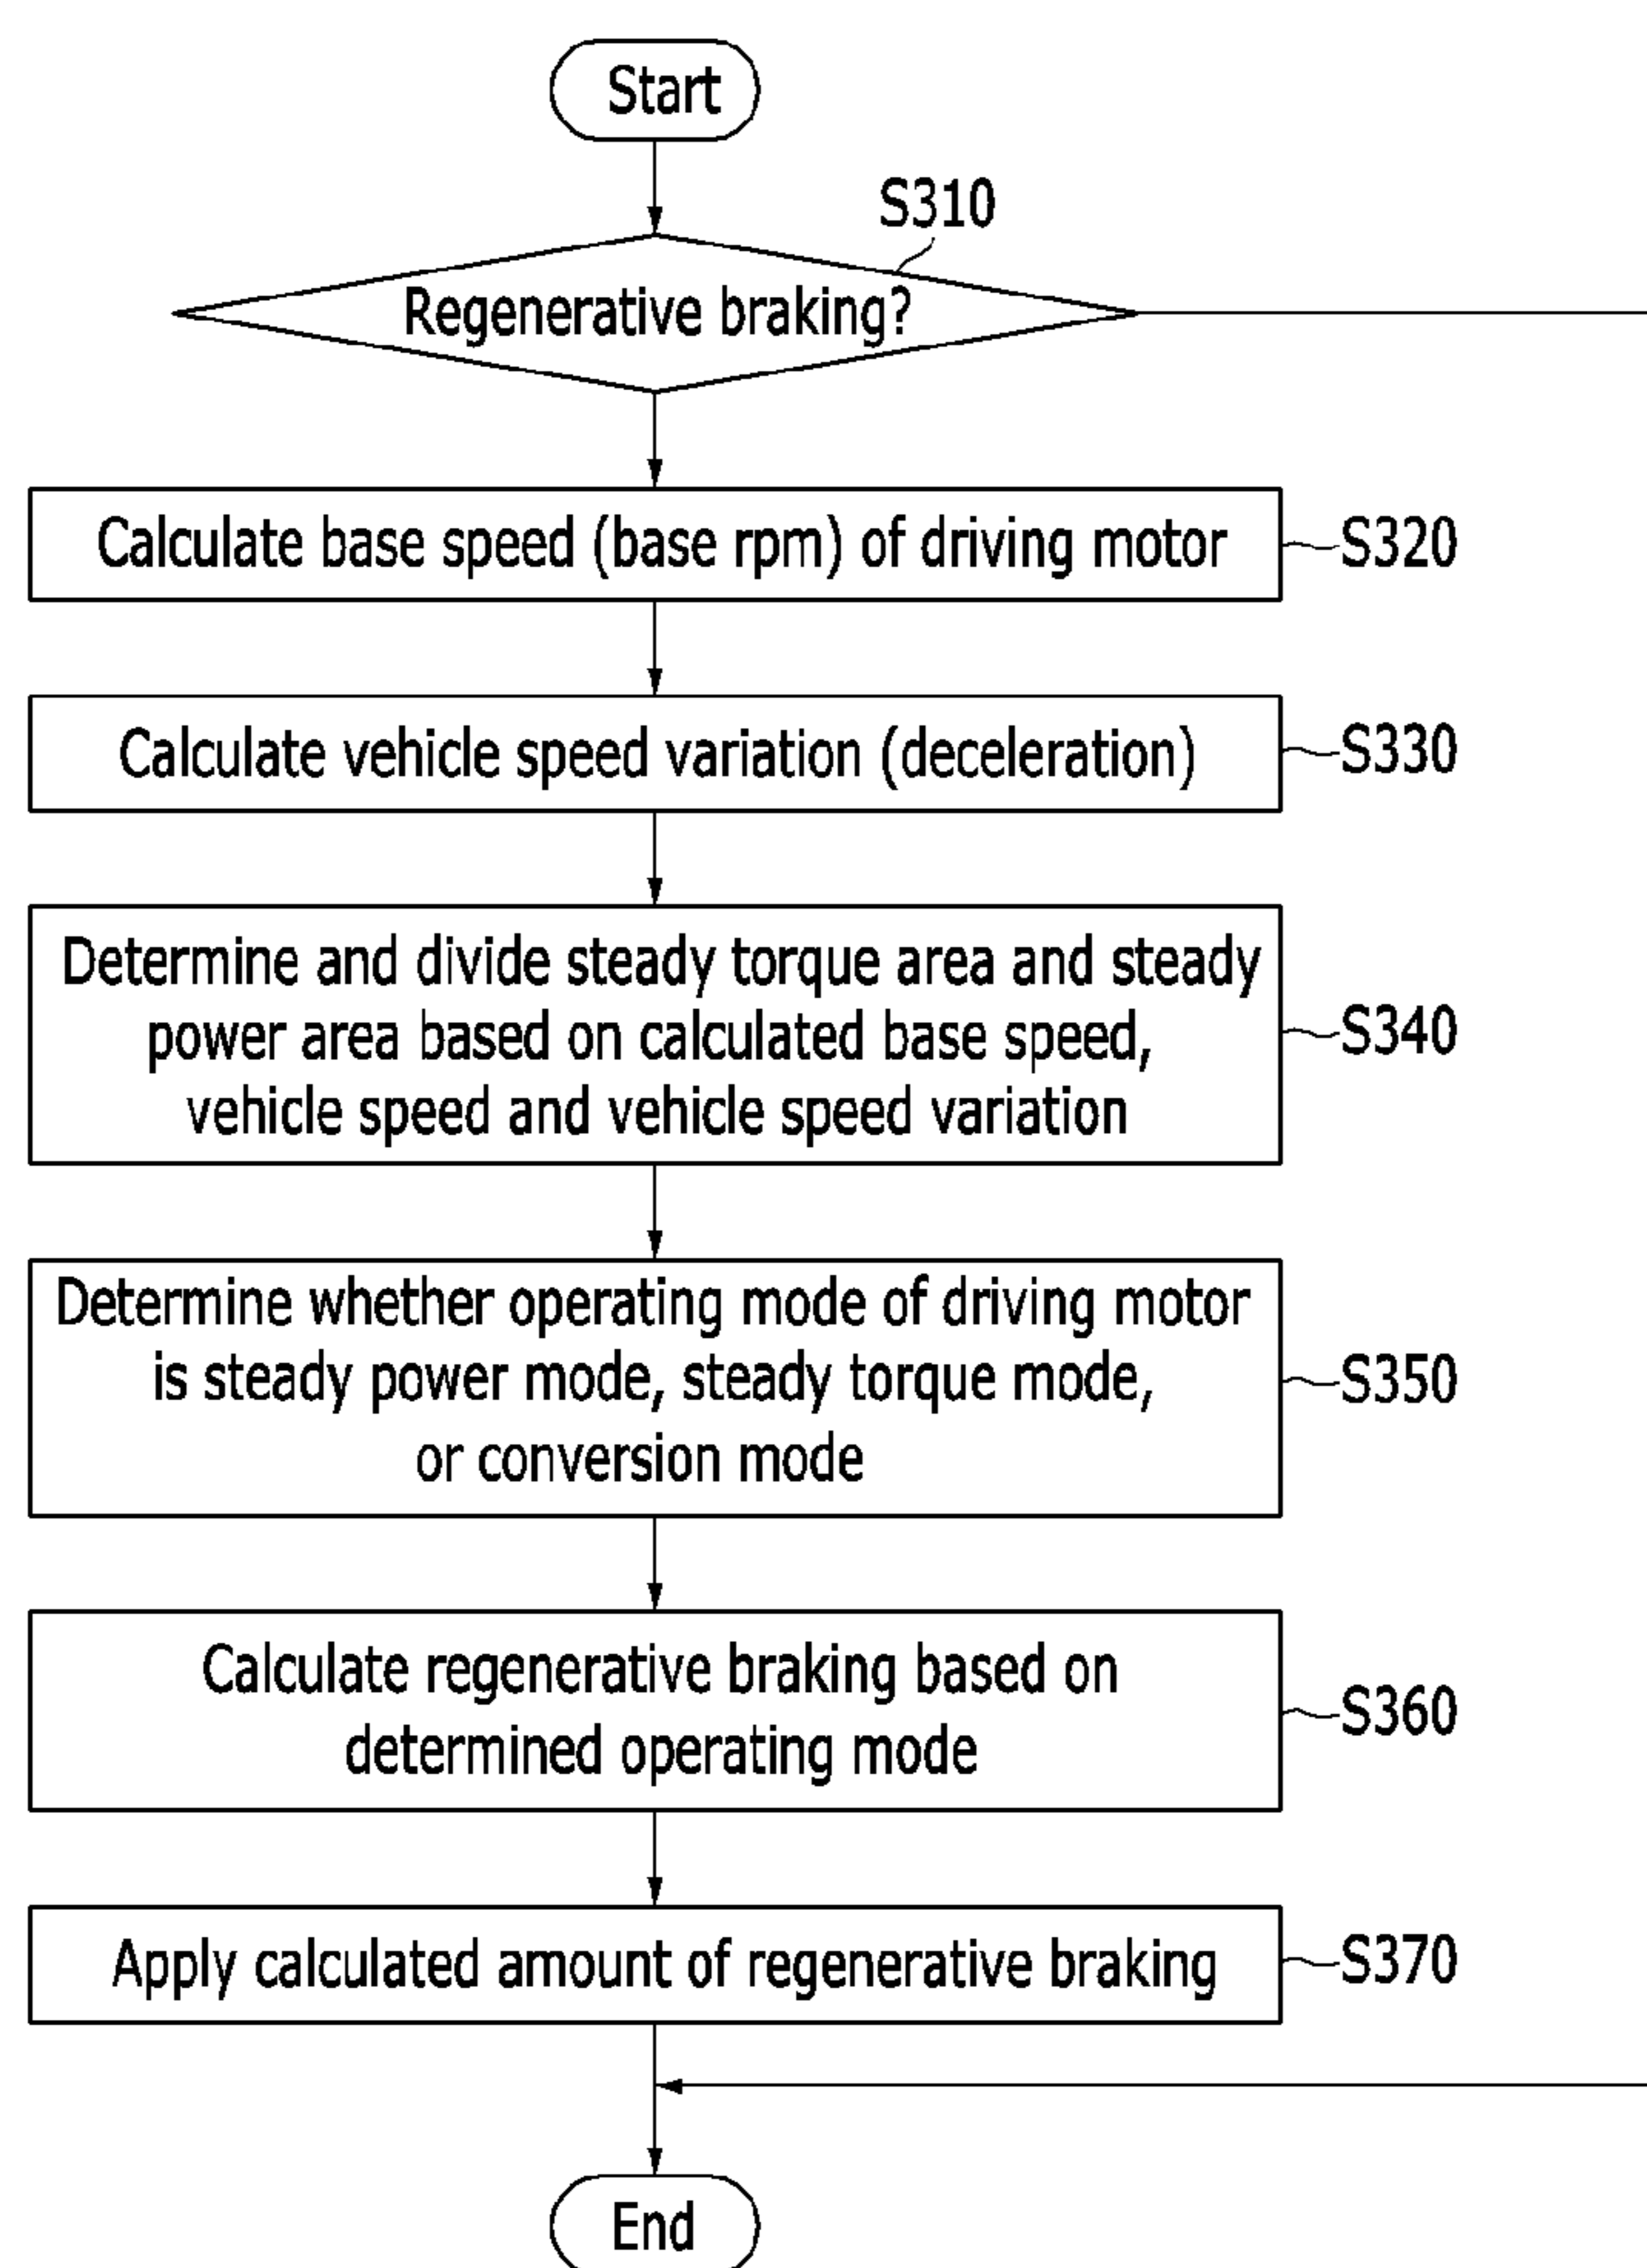 Start
S310
Regenerative braking?
Calculate base speed (base rpm) of driving motor
S320
Calculate vehicle speed variation (deceleration)
S330
Determine and divide steady torque area and steady
power area based on calculated base speed,
vehicle speed and vehicle speed variation
S340
Determine whether operating mode of driving motor
is steady power mode, steady torque mode,
or conversion mode
S350
Calculate regenerative braking based on
determined operating mode
S360
Apply calculated amount of regenerative braking
S370
End